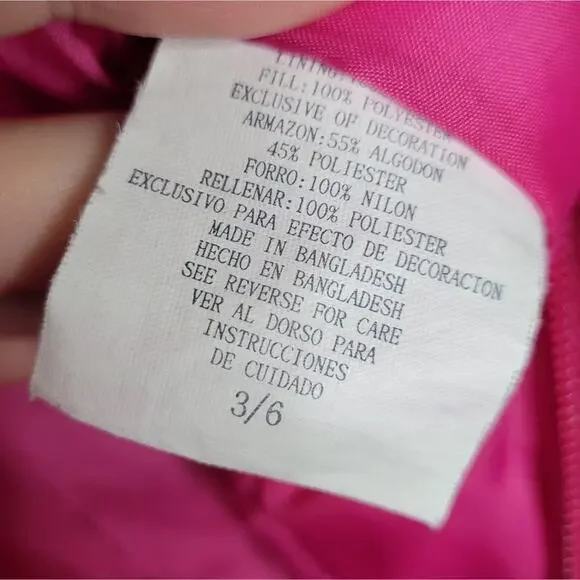 LINING:
FILL:100% POLYESTER
EXCLUSIVE OF DECORATION
ARMAZON:55% ALGODON
45% POLIESTER
FORRO:100% NILON
RELLENAR:100% POLIESTER
EXCLUSIVO PARA EFECTO DE DECORACTON
MADE IN BANGLADESH
HECHO EN BANGLADESH
SEE REVERSE FOR CARE
VER AL DORSO PARA
INSTRUCCIONES
DE CUIDADO
3/6